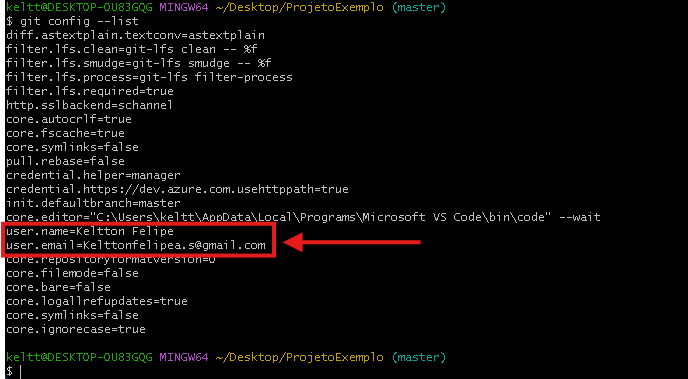 keltt@DESKTOP-OU83GQG MINGW64 ~/Desktop/ProjetoExemplo (master)
$ git config --list
diff.astextplain.textconv=astextplain
filter.lfs.clean=git-lfs clean -- %f
filter.lfs.smudge=git-lfs smudge -- %f
filter.lfs.process=git-lfs filter-process
filter.lfs.required=true
http.sslbackend=schannel
core.autocrlf=true
core.fscache=true
core.symlinks=false
pull.rebase=false
credential.helper=manager
credential.https://dev.azure.com.usehttppath=true
init.defaultbranch=master
core.editor="C:\Users\keltt\AppData\Local\Programs\Microsoft VS Code\bin\code" --wait
user.name=Keltton Felipe
user.email=Kelttonfelipea.s@gmail.com
core.repositoryformatversion=0
core.filemode=false
core.bare=false
core.logallrefupdates=true
core.symlinks=false
core.ignorecase=true
keltt@DESKTOP-OU83GQG MINGW64 ~/Desktop/ProjetoExemplo (master)
$